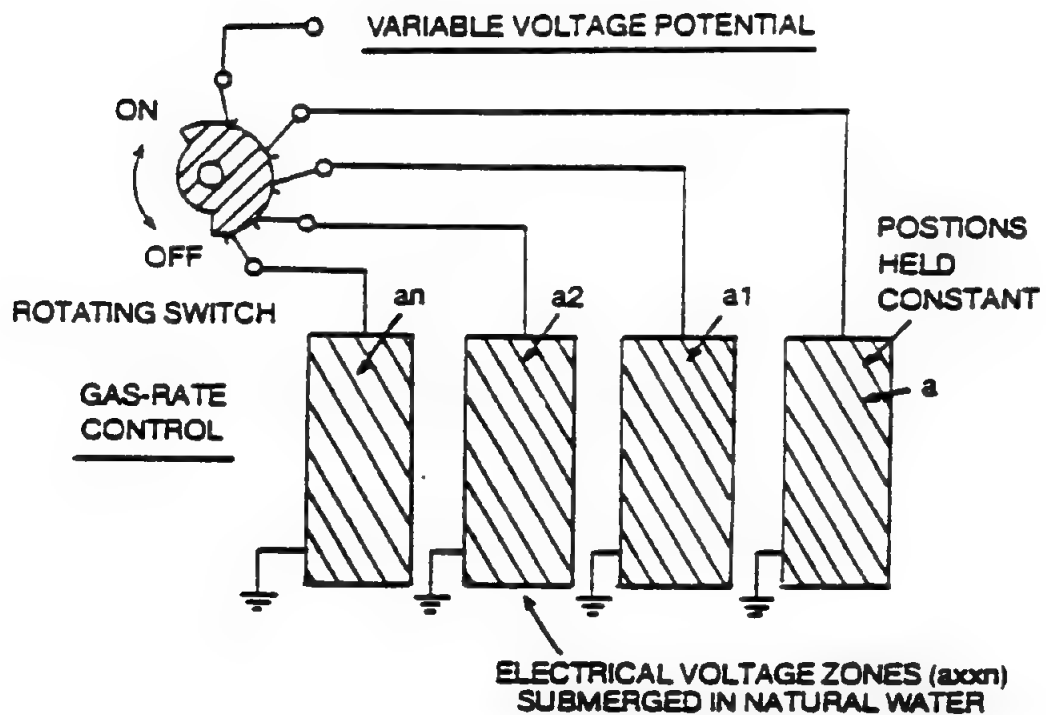 VARIABLE VOLTAGE POTENTIAL
ON
OFF
ROTATING SWITCH
GAS-RATE
CONTROL
an
a2
a1
POSTIONS
HELD
CONSTANT
a
ELECTRICAL VOLTAGE ZONES (axxn)
SUBMERGED IN NATURAL WATER